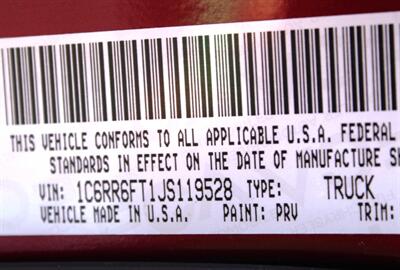 THIS VEHICLE CONFORMS TO ALL APPLICABLE U.S.A. FEDERAL
STANDARDS IN EFFECT ON THE DATE OF MANUFACTURE SH
VIN: 1C6RR6FT1JS119528 TYPE: TRUCK
VEHICLE MADE IN U.S.A. PAINT: PRV TRIM: